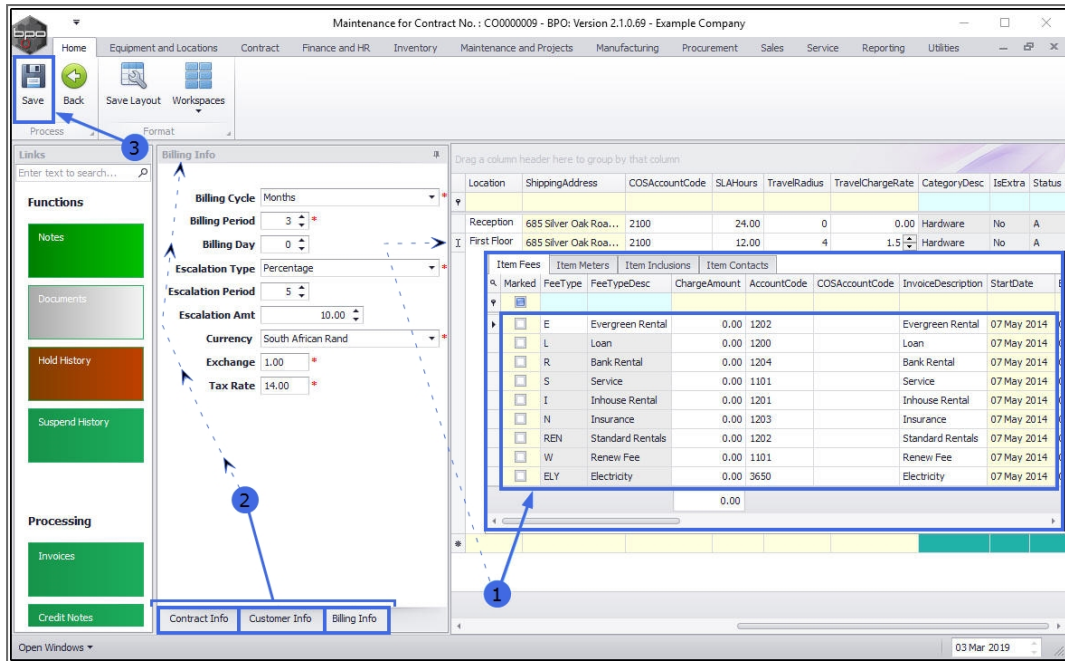 Maintenance for Contract No. : CO0000009 - BPO: Version 2.1.0.69 - Example Company
bpo
Home Equipment and Locations Contract Finance and HR Inventory Maintenance and Projects Manufacturing Procurement Sales Service Reporting Utilities
Save Back Save Layout Workspaces
Process Format
3
Links
Enter text to search...
Functions
Notes
Documents
Hold History
Suspend History
Processing
Invoices
Credit Notes
Billing Info
Billing Cycle Months *
Billing Period 3 *
Billing Day 0
Escalation Type Percentage *
Escalation Period 5
Escalation Amt 10.00
Currency South African Rand *
Exchange 1.00 *
Tax Rate 14.00 *
2
Contract Info Customer Info Billing Info
Drag a column header here to group by that column
Location ShippingAddress COSAccountCode SLAHours TravelRadius TravelChargeRate CategoryDesc IsExtra Status
Reception 685 Silver Oak Roa... 2100 24.00 0 0.00 Hardware No A
First Floor 685 Silver Oak Roa... 2100 12.00 4 1.5 Hardware No A
Item Fees Item Meters Item Inclusions Item Contacts
Marked FeeType FeeTypeDesc ChargeAmount AccountCode COSAccountCode InvoiceDescription StartDate
E Evergreen Rental 0.00 1202 Evergreen Rental 07 May 2014
L Loan 0.00 1200 Loan 07 May 2014
R Bank Rental 0.00 1204 Bank Rental 07 May 2014
S Service 0.00 1101 Service 07 May 2014
I Inhouse Rental 0.00 1201 Inhouse Rental 07 May 2014
N Insurance 0.00 1203 Insurance 07 May 2014
REN Standard Rentals 0.00 1202 Standard Rentals 07 May 2014
W Renew Fee 0.00 1101 Renew Fee 07 May 2014
ELY Electricity 0.00 3650 Electricity 07 May 2014
0.00
1
Open Windows 03 Mar 2019